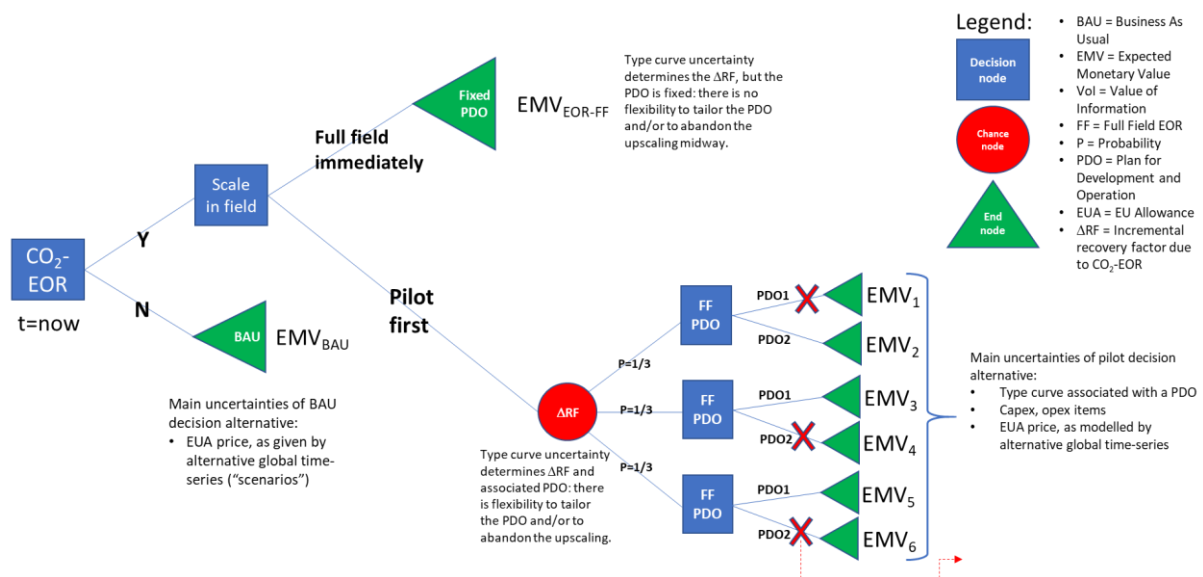 Legend:
Decision
node
Chance
node
End
node
• BAU = Business As
Usual
• EMV = Expected
Monetary Value
• VoI = Value of
Information
• FF = Full Field EOR
• P = Probability
• PDO = Plan for
Development and
Operation
• EUA = EU Allowance
• ΔRF = Incremental
recovery factor due
to CO₂-EOR
Type curve uncertainty
determines the ΔRF, but the
PDO is fixed: there is no
flexibility to tailor the PDO
and/or to abandon the
upscaling midway.
Fixed
PDO
EMV_EOR-FF
Full field
immediately
Scale
in field
Y
CO₂-
EOR
t=now
N
BAU
EMV_BAU
Main uncertainties of BAU
decision alternative:
• EUA price, as given by
alternative global time-
series (“scenarios”)
Pilot
first
ΔRF
Type curve uncertainty
determines ΔRF and
associated PDO: there
is flexibility to tailor
the PDO and/or to
abandon the upscaling.
P=1/3
P=1/3
P=1/3
FF
PDO
PDO1
EMV₁
PDO2
EMV₂
FF
PDO
PDO1
EMV₃
PDO2
EMV₄
FF
PDO
PDO1
EMV₅
PDO2
EMV₆
Main uncertainties of pilot decision
alternative:
• Type curve associated with a PDO
• Capex, opex items
• EUA price, as modelled by
alternative global time-series